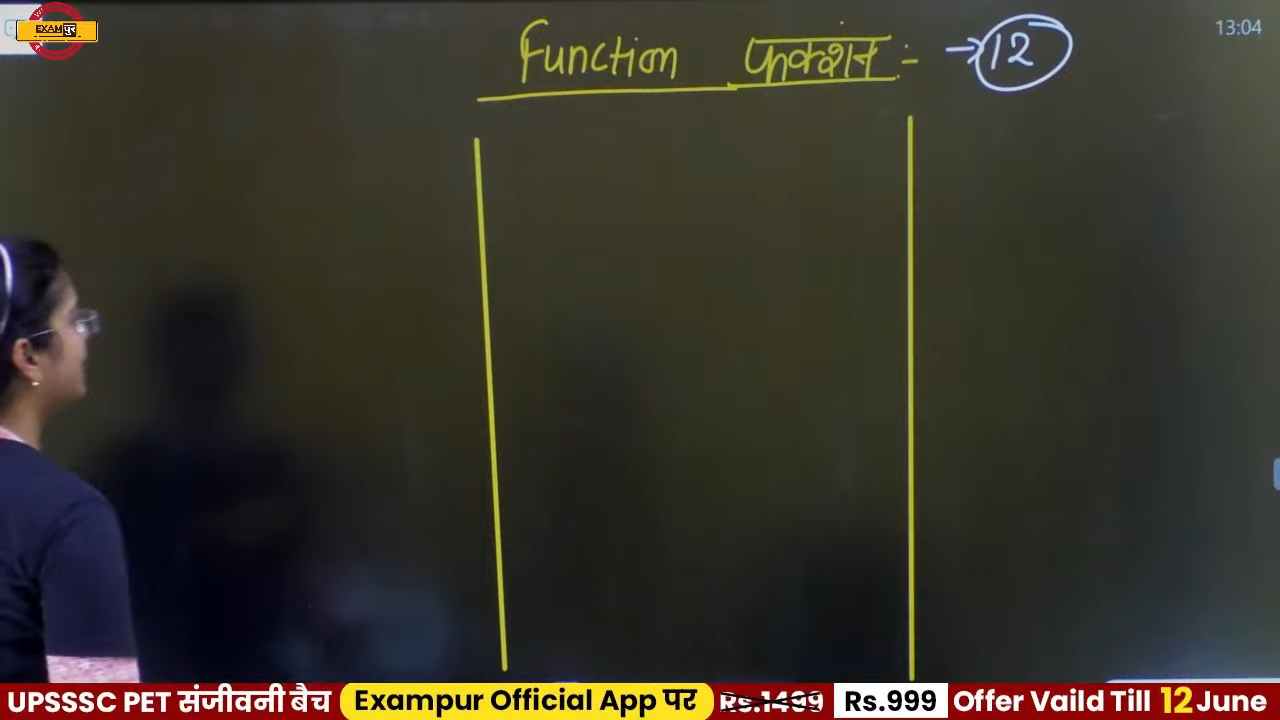 EXAMपुर
13:04
Function फंक्शन :- → 12
UPSSSC PET संजीवनी बैच Exampur Official App पर Rs.1499 Rs.999 Offer Vaild Till 12 June